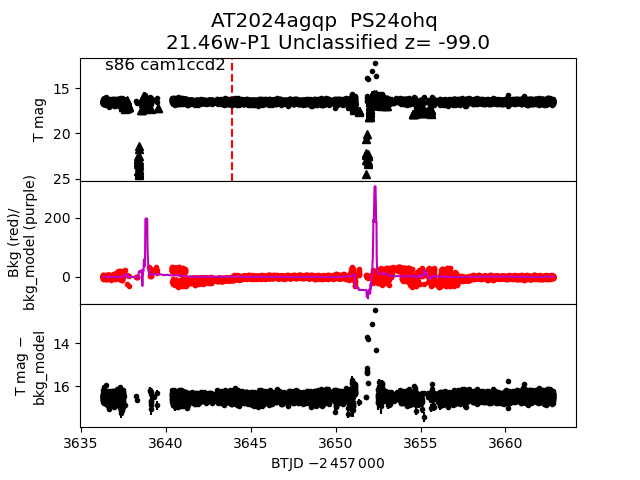 AT2024agqp  PS24ohq
21.46w-P1 Unclassified z= -99.0
s86 cam1ccd2
T mag
15
20
25
Bkg (red)/
bkg_model (purple)
200
0
T mag −
bkg_model
14
16
3635
3640
3645
3650
3655
3660
BTJD −2 457 000